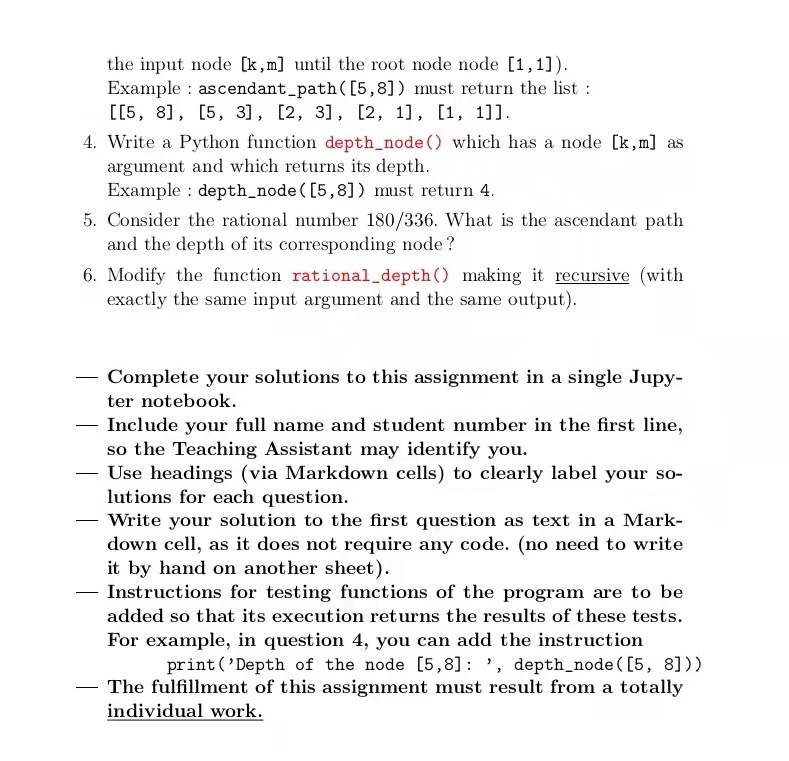 the input node [k,m] until the root node node [1,1]).
Example : ascendant_path([5,8]) must return the list :
[[5, 8], [5, 3], [2, 3], [2, 1], [1, 1]].
4. Write a Python function depth_node() which has a node [k,m] as
argument and which returns its depth.
Example : depth_node([5,8]) must return 4.
5. Consider the rational number 180/336. What is the ascendant path
and the depth of its corresponding node ?
6. Modify the function rational_depth() making it recursive (with
exactly the same input argument and the same output).
— Complete your solutions to this assignment in a single Jupy-
ter notebook.
— Include your full name and student number in the first line,
so the Teaching Assistant may identify you.
— Use headings (via Markdown cells) to clearly label your so-
lutions for each question.
— Write your solution to the first question as text in a Mark-
down cell, as it does not require any code. (no need to write
it by hand on another sheet).
— Instructions for testing functions of the program are to be
added so that its execution returns the results of these tests.
For example, in question 4, you can add the instruction
print('Depth of the node [5,8]: ', depth_node([5, 8]))
— The fulfillment of this assignment must result from a totally
individual work.